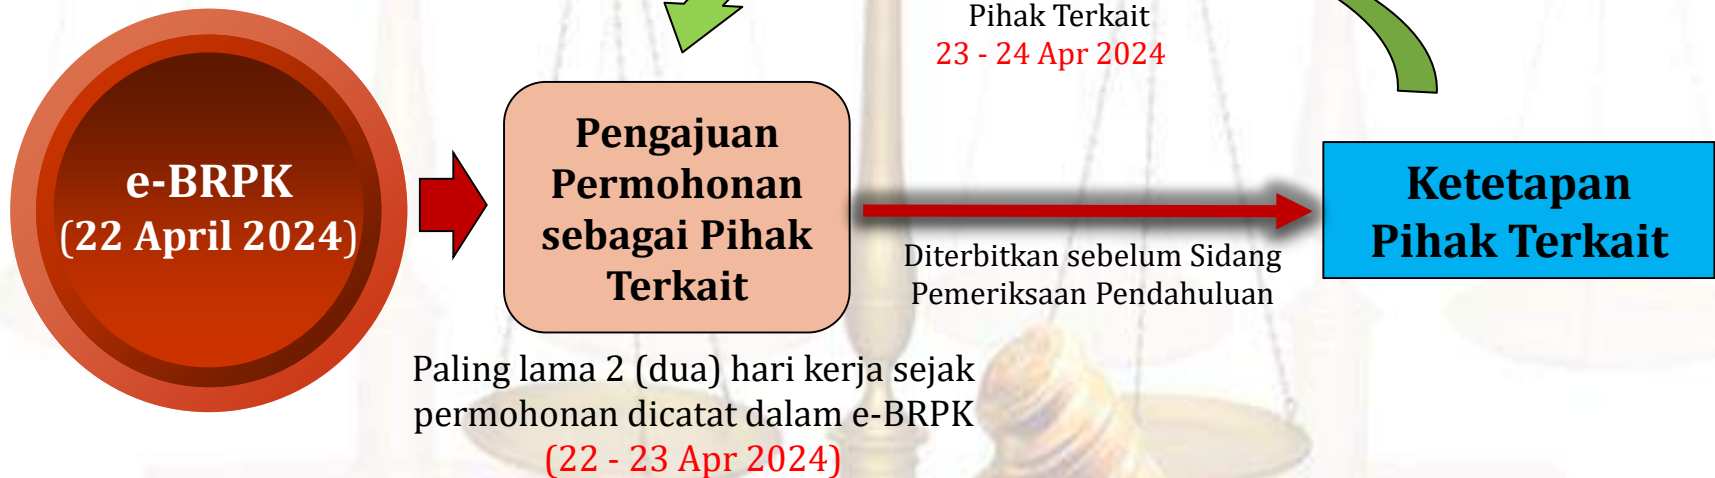 Pihak Terkait
23 - 24 Apr 2024
e-BRPK
(22 April 2024)
Pengajuan
Permohonan
sebagai Pihak
Terkait
Diterbitkan sebelum Sidang
Pemeriksaan Pendahuluan
Ketetapan
Pihak Terkait
Paling lama 2 (dua) hari kerja sejak
permohonan dicatat dalam e-BRPK
(22 - 23 Apr 2024)